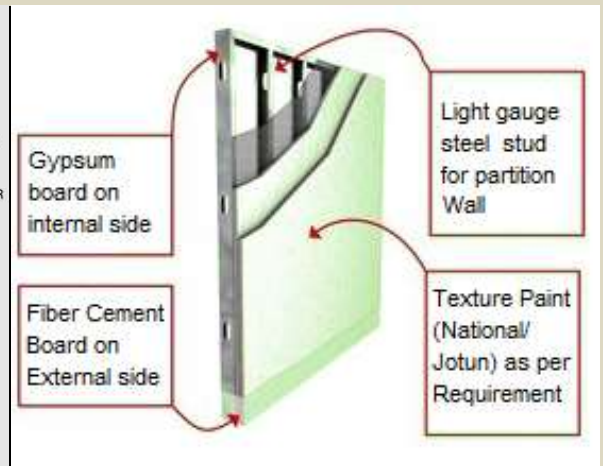 Gypsum
board on
internal side
Light gauge
steel stud
for partition
Wall
Fiber Cement
Board on
External side
Texture Paint
(National/
Jotun) as per
Requirement
R